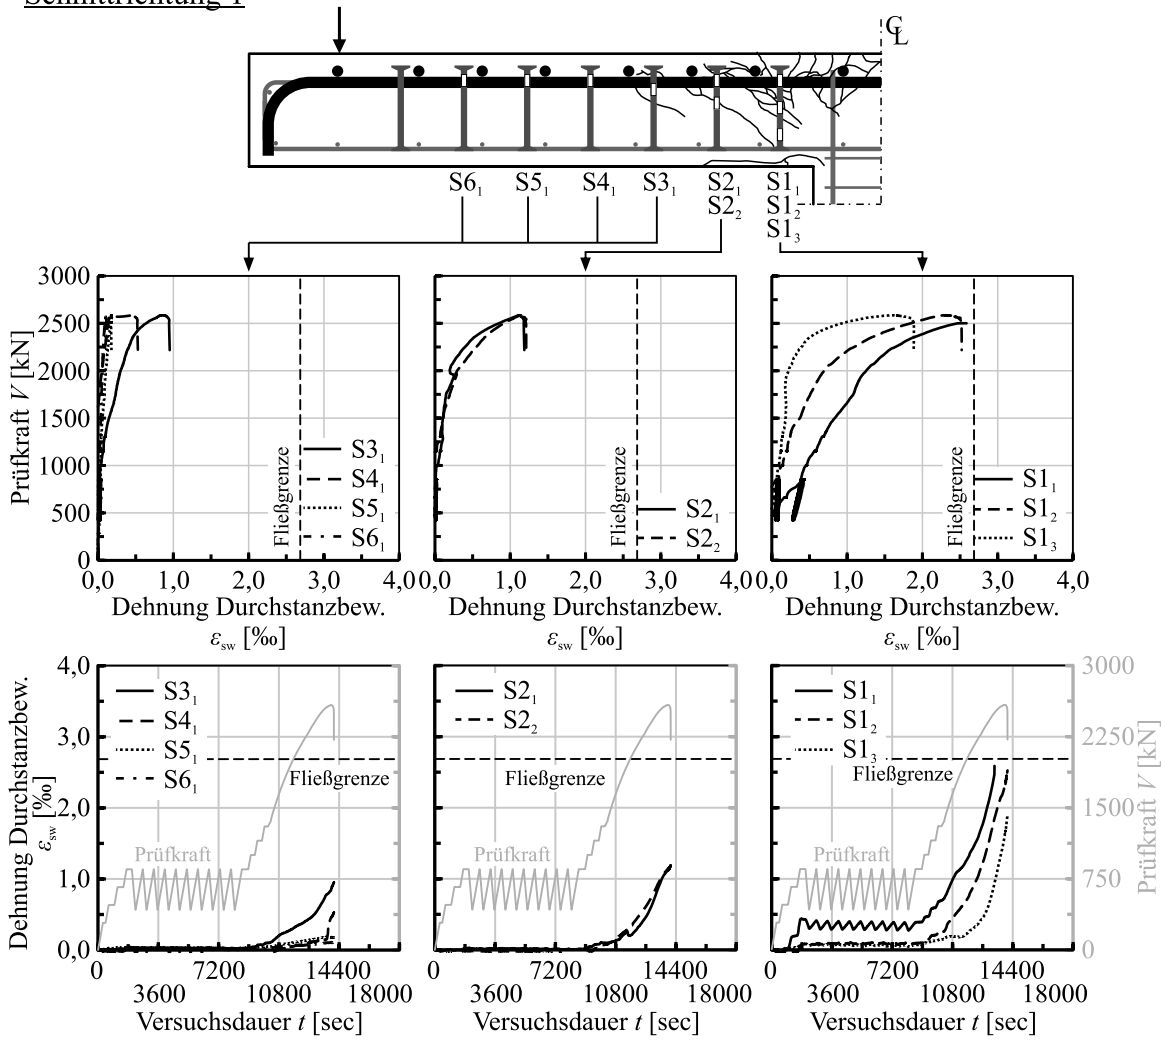 Schnittrichtung 1
CL
S6₁ S5₁ S4₁ S3₁ S2₁ S1₁
S2₂ S1₂
S1₃
Prüfkraft V [kN]
3000
2500
2000
1500
1000
500
0
Fließgrenze
S3₁
S4₁
S5₁
S6₁
0,0 1,0 2,0 3,0 4,0
Dehnung Durchstanzbew.
εsw [‰]
Fließgrenze
S2₁
S2₂
0,0 1,0 2,0 3,0 4,0
Dehnung Durchstanzbew.
εsw [‰]
Fließgrenze
S1₁
S1₂
S1₃
0,0 1,0 2,0 3,0 4,0
Dehnung Durchstanzbew.
εsw [‰]
Dehnung Durchstanzbew.
εsw [‰]
4,0
3,0
2,0
1,0
0,0
S3₁
S4₁
S5₁
S6₁
Fließgrenze
Prüfkraft
0 7200 14400
3600 10800 18000
Versuchsdauer t [sec]
S2₁
S2₂
Fließgrenze
Prüfkraft
0 7200 14400
3600 10800 18000
Versuchsdauer t [sec]
S1₁
S1₂
S1₃
Fließgrenze
Prüfkraft
0 7200 14400
3600 10800 18000
Versuchsdauer t [sec]
3000
2250
1500
750
0
Prüfkraft V [kN]